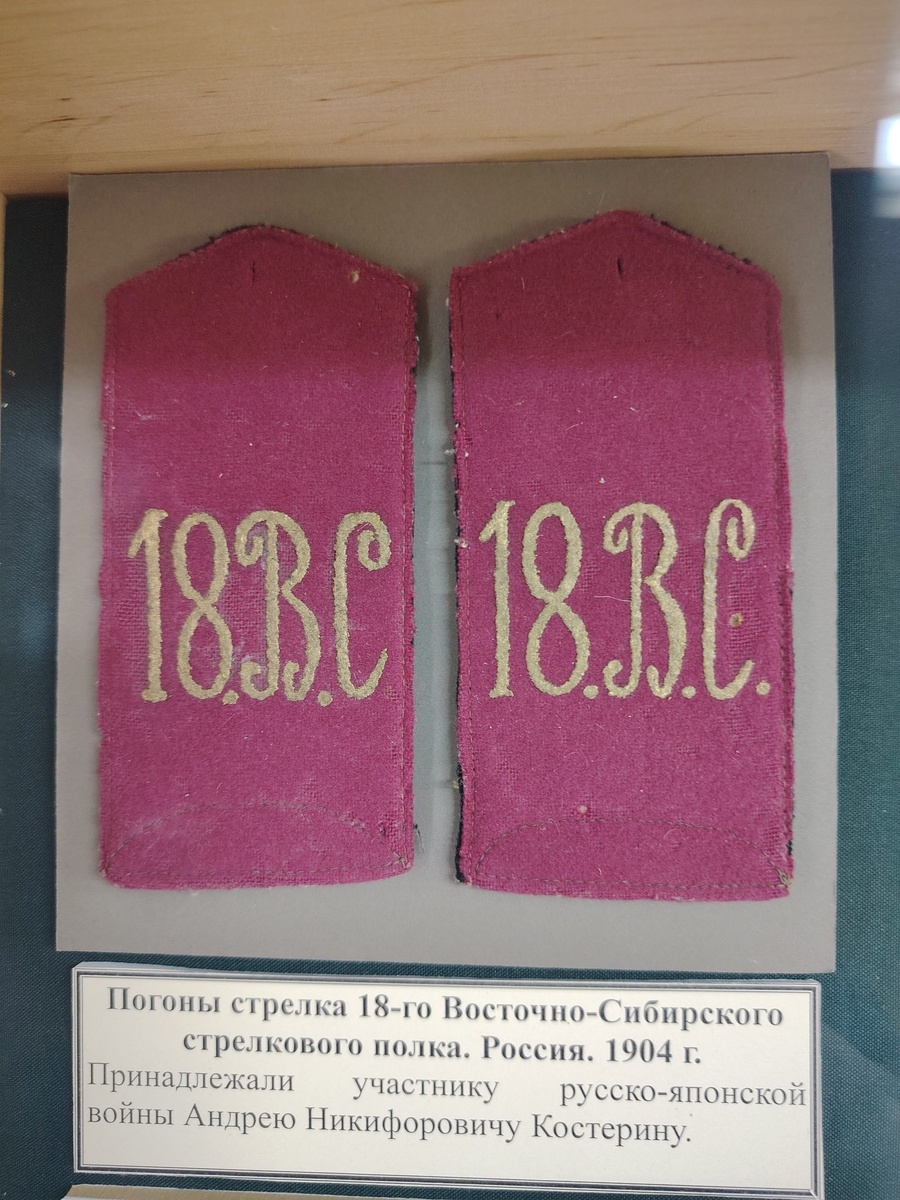 18.В.С
18.В.С.
Погоны стрелка 18-го Восточно-Сибирского
стрелкового полка. Россия. 1904 г.
Принадлежали участнику русско-японской
войны Андрею Никифоровичу Костерину.